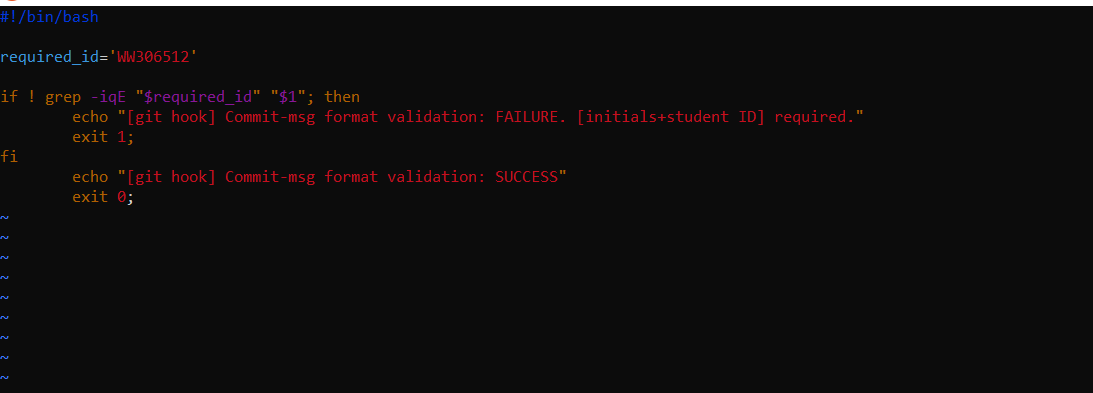 #!/bin/bash
required_id='WW306512'
if ! grep -iqE "$required_id" "$1"; then
echo "[git hook] Commit-msg format validation: FAILURE. [initials+student ID] required."
exit 1;
fi
echo "[git hook] Commit-msg format validation: SUCCESS"
exit 0;
~
~
~
~
~
~
~
~
~